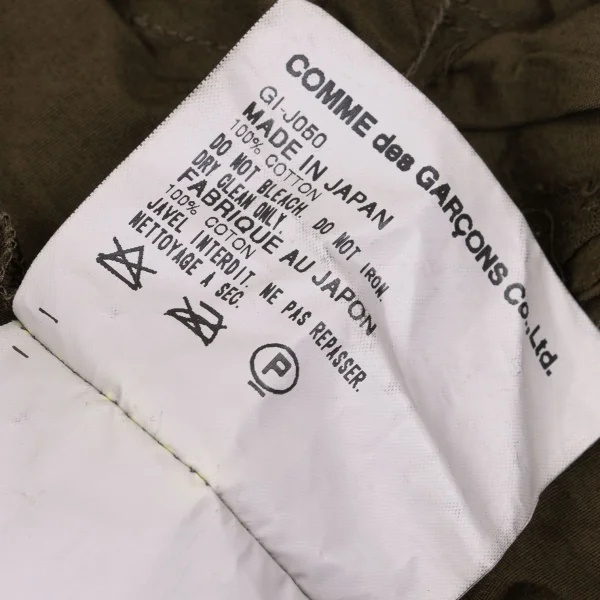 COMME des GARÇONS Co.,Ltd.
GI-J050
MADE IN JAPAN
100% COTTON
DO NOT BLEACH. DO NOT IRON.
DRY CLEAN ONLY.
FABRIQUE AU JAPON
100% COTON
JAVEL INTERDIT. NE PAS REPASSER.
NETTOYAGE A SEC.
P